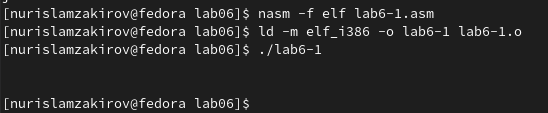 [nurislamzakirov@fedora lab06]$ nasm -f elf lab6-1.asm
[nurislamzakirov@fedora lab06]$ ld -m elf_i386 -o lab6-1 lab6-1.o
[nurislamzakirov@fedora lab06]$ ./lab6-1
[nurislamzakirov@fedora lab06]$